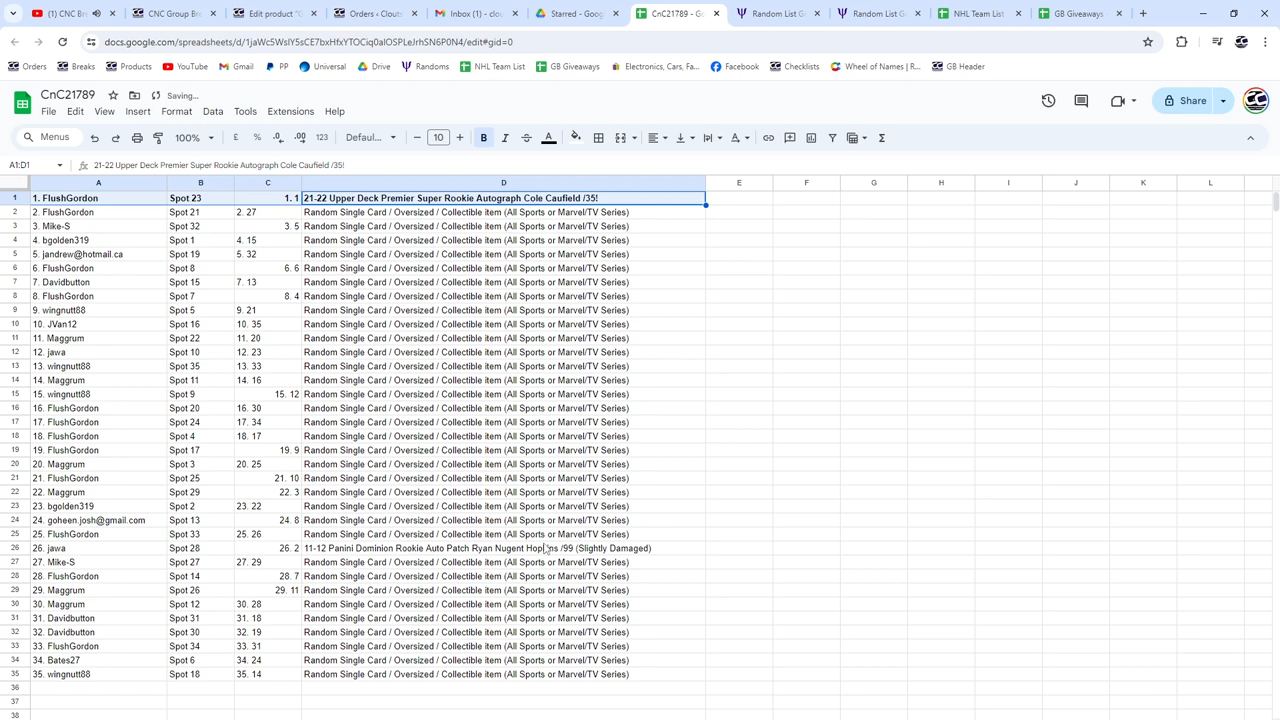 (1) CNC
CNC Group Bre
Edit product "C
Orders ‹ Clouts
Inbox (1) - clou
Starred - Goog
CnC21789 - Go
Random List G
Random List G
NHL Team List
GB Giveaways
docs.google.com/spreadsheets/d/1jaWc5WsIY5sCE7bxHfxYTOCiq0aIOSPLeJrhSN6P0N4/edit#gid=0
Orders Breaks Products YouTube Gmail PP Universal Drive Randoms NHL Team List GB Giveaways Electronics, Cars, Fa... Facebook Checklists Wheel of Names | R... GB Header
CnC21789 Saving...
File Edit View Insert Format Data Tools Extensions Help
Share
Menus 100% £ % .0 .00 123 Defaul... 10 B I A
A1:D1 21-22 Upper Deck Premier Super Rookie Autograph Cole Caufield /35!
A B C D E F G H I J K L
1 1. FlushGordon Spot 23 1. 1 21-22 Upper Deck Premier Super Rookie Autograph Cole Caufield /35!
2 2. FlushGordon Spot 21 2. 27 Random Single Card / Oversized / Collectible item (All Sports or Marvel/TV Series)
3 3. Mike-S Spot 32 3. 5 Random Single Card / Oversized / Collectible item (All Sports or Marvel/TV Series)
4 4. bgolden319 Spot 1 4. 15 Random Single Card / Oversized / Collectible item (All Sports or Marvel/TV Series)
5 5. jandrew@hotmail.ca Spot 19 5. 32 Random Single Card / Oversized / Collectible item (All Sports or Marvel/TV Series)
6 6. FlushGordon Spot 8 6. 6 Random Single Card / Oversized / Collectible item (All Sports or Marvel/TV Series)
7 7. Davidbutton Spot 15 7. 13 Random Single Card / Oversized / Collectible item (All Sports or Marvel/TV Series)
8 8. FlushGordon Spot 7 8. 4 Random Single Card / Oversized / Collectible item (All Sports or Marvel/TV Series)
9 9. wingnutt88 Spot 5 9. 21 Random Single Card / Oversized / Collectible item (All Sports or Marvel/TV Series)
10 10. JVan12 Spot 16 10. 35 Random Single Card / Oversized / Collectible item (All Sports or Marvel/TV Series)
11 11. Maggrum Spot 22 11. 20 Random Single Card / Oversized / Collectible item (All Sports or Marvel/TV Series)
12 12. jawa Spot 10 12. 23 Random Single Card / Oversized / Collectible item (All Sports or Marvel/TV Series)
13 13. wingnutt88 Spot 35 13. 33 Random Single Card / Oversized / Collectible item (All Sports or Marvel/TV Series)
14 14. Maggrum Spot 11 14. 16 Random Single Card / Oversized / Collectible item (All Sports or Marvel/TV Series)
15 15. wingnutt88 Spot 9 15. 12 Random Single Card / Oversized / Collectible item (All Sports or Marvel/TV Series)
16 16. FlushGordon Spot 20 16. 30 Random Single Card / Oversized / Collectible item (All Sports or Marvel/TV Series)
17 17. FlushGordon Spot 24 17. 34 Random Single Card / Oversized / Collectible item (All Sports or Marvel/TV Series)
18 18. FlushGordon Spot 4 18. 17 Random Single Card / Oversized / Collectible item (All Sports or Marvel/TV Series)
19 19. FlushGordon Spot 17 19. 9 Random Single Card / Oversized / Collectible item (All Sports or Marvel/TV Series)
20 20. Maggrum Spot 3 20. 25 Random Single Card / Oversized / Collectible item (All Sports or Marvel/TV Series)
21 21. FlushGordon Spot 25 21. 10 Random Single Card / Oversized / Collectible item (All Sports or Marvel/TV Series)
22 22. Maggrum Spot 29 22. 3 Random Single Card / Oversized / Collectible item (All Sports or Marvel/TV Series)
23 23. bgolden319 Spot 2 23. 22 Random Single Card / Oversized / Collectible item (All Sports or Marvel/TV Series)
24 24. goheen.josh@gmail.com Spot 13 24. 8 Random Single Card / Oversized / Collectible item (All Sports or Marvel/TV Series)
25 25. FlushGordon Spot 33 25. 26 Random Single Card / Oversized / Collectible item (All Sports or Marvel/TV Series)
26 26. jawa Spot 28 26. 2 11-12 Panini Dominion Rookie Auto Patch Ryan Nugent Hopkins /99 (Slightly Damaged)
27 27. Mike-S Spot 27 27. 29 Random Single Card / Oversized / Collectible item (All Sports or Marvel/TV Series)
28 28. FlushGordon Spot 14 28. 7 Random Single Card / Oversized / Collectible item (All Sports or Marvel/TV Series)
29 29. Maggrum Spot 26 29. 11 Random Single Card / Oversized / Collectible item (All Sports or Marvel/TV Series)
30 30. Maggrum Spot 12 30. 28 Random Single Card / Oversized / Collectible item (All Sports or Marvel/TV Series)
31 31. Davidbutton Spot 31 31. 18 Random Single Card / Oversized / Collectible item (All Sports or Marvel/TV Series)
32 32. Davidbutton Spot 30 32. 19 Random Single Card / Oversized / Collectible item (All Sports or Marvel/TV Series)
33 33. FlushGordon Spot 34 33. 31 Random Single Card / Oversized / Collectible item (All Sports or Marvel/TV Series)
34 34. Bates27 Spot 6 34. 24 Random Single Card / Oversized / Collectible item (All Sports or Marvel/TV Series)
35 35. wingnutt88 Spot 18 35. 14 Random Single Card / Oversized / Collectible item (All Sports or Marvel/TV Series)
36
37
38